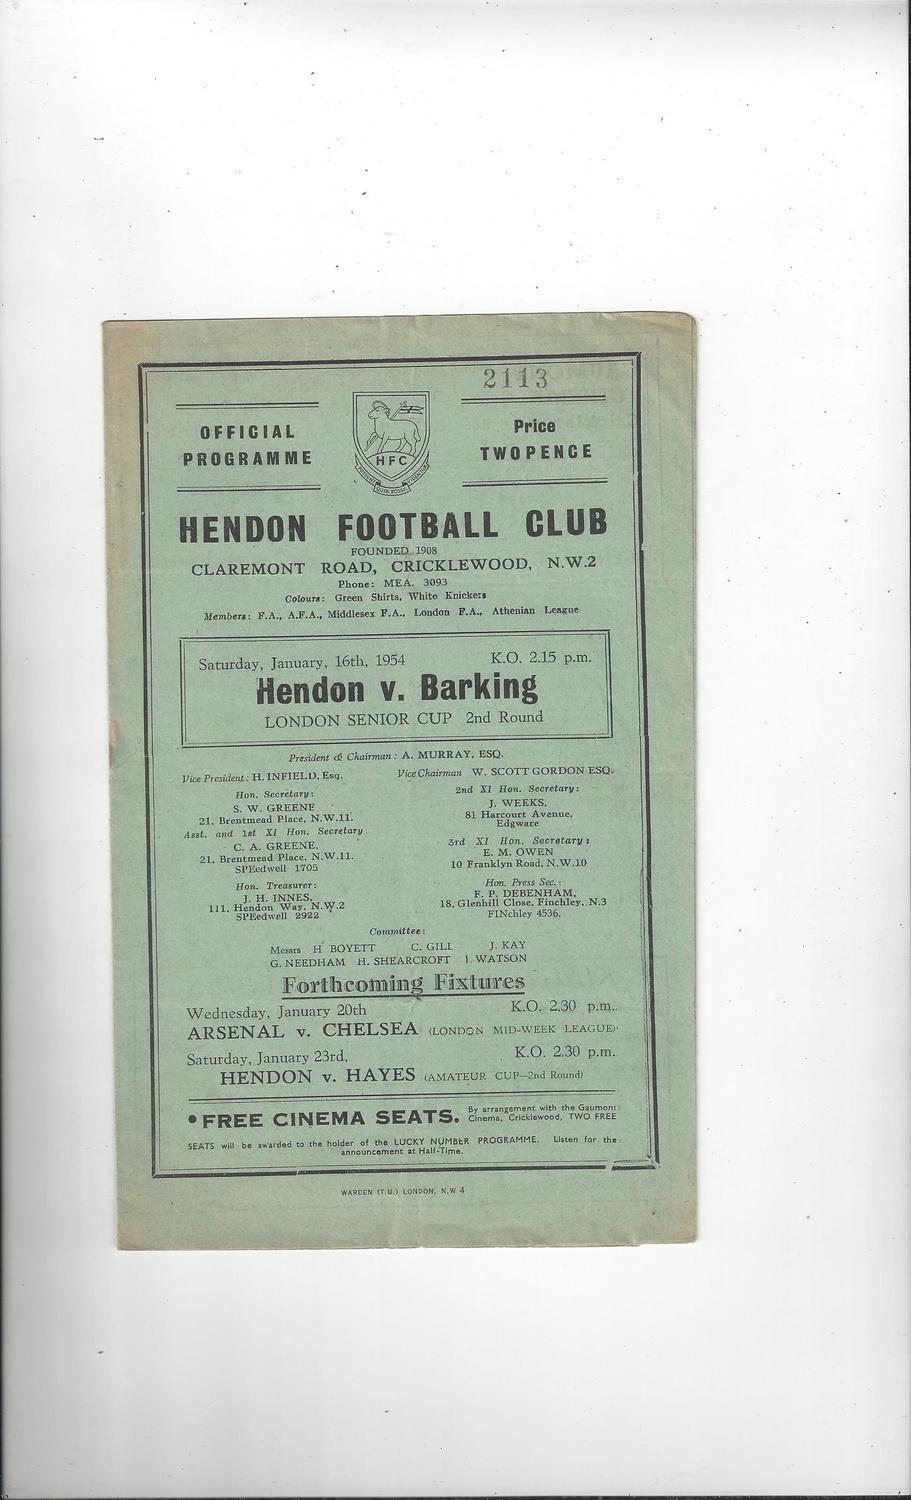 2113
OFFICIAL
PROGRAMME
Price
TWOPENCE
HFC
HENDON FOOTBALL CLUB
FOUNDED 1908
CLAREMONT ROAD, CRICKLEWOOD, N.W.2
Phone: MEA. 3093
Colours: Green Shirts, White Knickers
Members: F.A., A.F.A., Middlesex F.A., London F.A., Athenian League
Saturday, January, 16th, 1954 K.O. 2.15 p.m.
Hendon v. Barking
LONDON SENIOR CUP 2nd Round
President & Chairman: A. MURRAY, ESQ.
Vice President: H. INFIELD, Esq.
Vice Chairman W. SCOTT GORDON ESQ.
Hon. Secretary:
S. W. GREENE
21, Brentmead Place, N.W.11.
Asst. and 1st XI Hon. Secretary
C. A. GREENE,
21, Brentmead Place, N.W.11.
SPEedwell 1705
Hon. Treasurer:
J. H. INNES,
111, Hendon Way, N.W.2
SPEedwell 2922
2nd XI Hon. Secretary:
J. WEEKS,
81 Harcourt Avenue,
Edgware
3rd XI Hon. Secretary:
E. M. OWEN
10 Franklyn Road, N.W.10
Hon. Press Sec.:
F. P. DEBENHAM,
18, Glenhill Close, Finchley, N.3
FINchley 4536.
Committee:
Messrs H BOYETT C. GILL J. KAY
G. NEEDHAM H. SHEARCROFT J. WATSON
Forthcoming Fixtures
Wednesday, January 20th K.O. 2.30 p.m.
ARSENAL v. CHELSEA (LONDON MID-WEEK LEAGUE)
Saturday, January 23rd, K.O. 2.30 p.m.
HENDON v. HAYES (AMATEUR CUP—2nd Round)
•FREE CINEMA SEATS. By arrangement with the Gaumont
Cinema, Cricklewood, TWO FREE
SEATS will be awarded to the holder of the LUCKY NUMBER PROGRAMME. Listen for the
announcement at Half-Time.
WARDEN (T.U.) LONDON, N.W 4